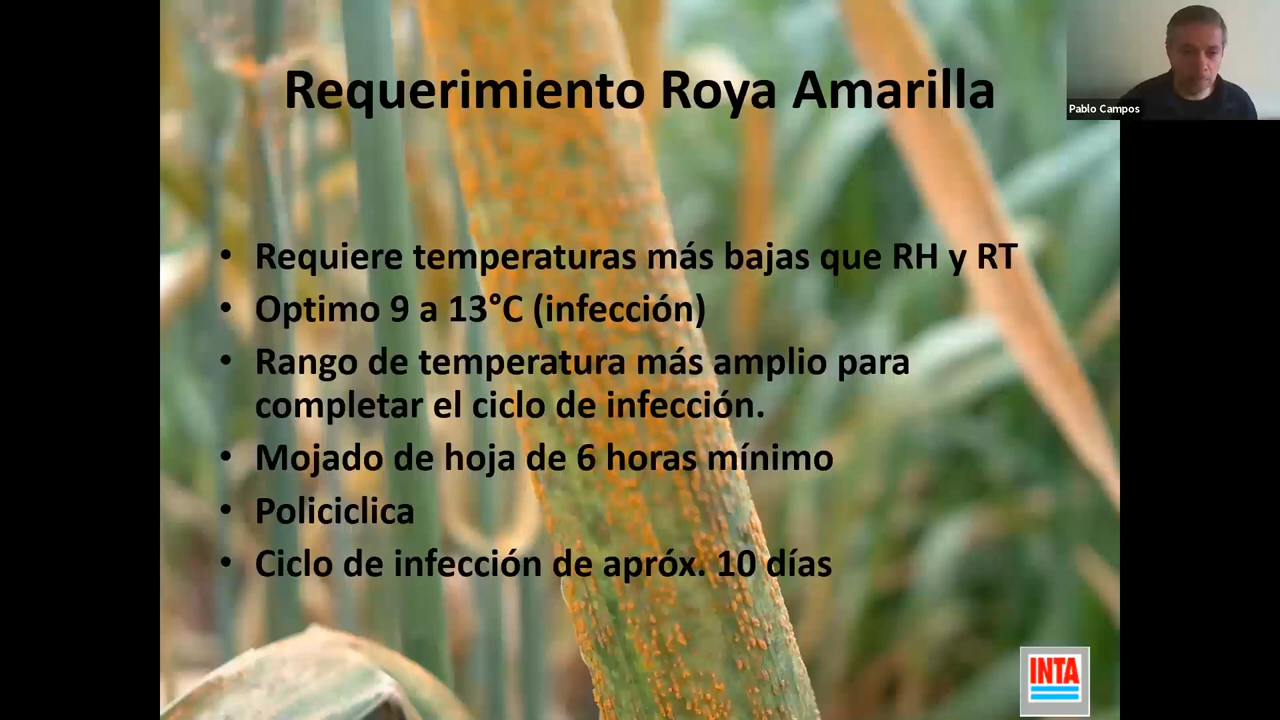 Requerimiento Roya Amarilla
Pablo Campos
• Requiere temperaturas más bajas que RH y RT
• Optimo 9 a 13°C (infección)
• Rango de temperatura más amplio para
completar el ciclo de infección.
• Mojado de hoja de 6 horas mínimo
• Policiclica
• Ciclo de infección de apróx. 10 días
INTA